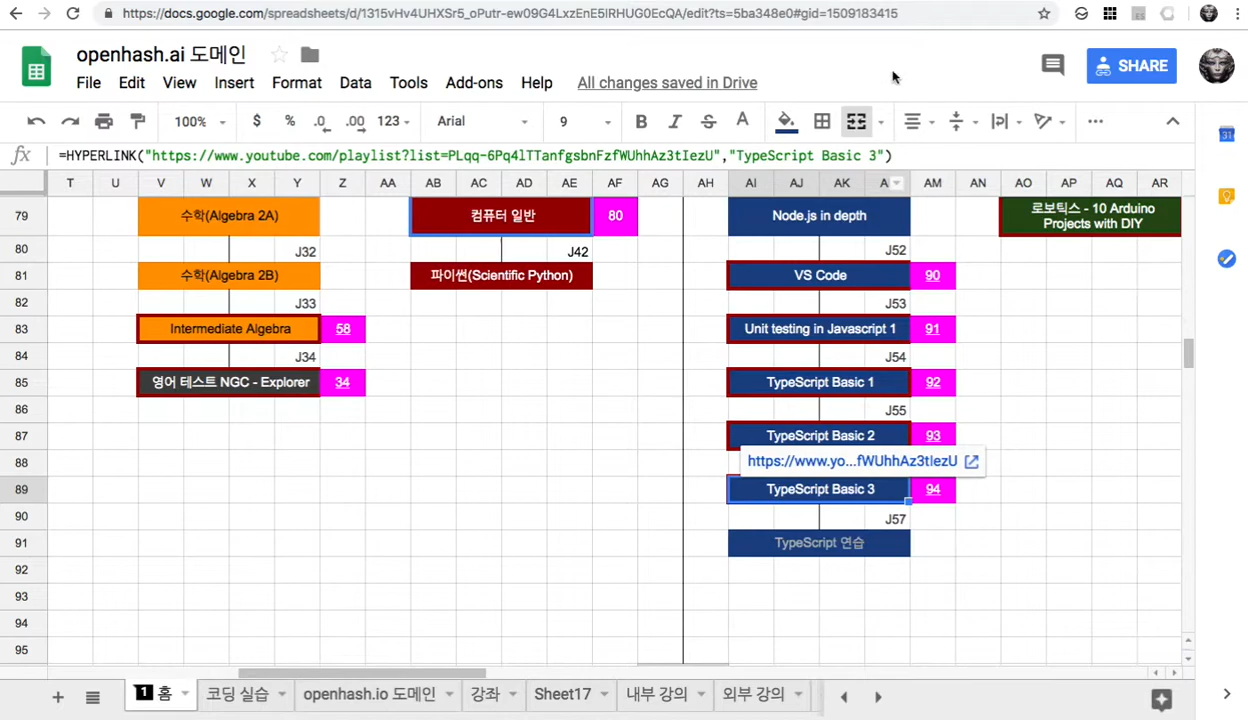 https://docs.google.com/spreadsheets/d/1315vHv4UHXSr5_oPutr-ew09G4LxzEnE5lRHUG0EcQA/edit?ts=5ba348e0#gid=1509183415
openhash.ai 도메인
File Edit View Insert Format Data Tools Add-ons Help All changes saved in Drive
SHARE
100% $ % .0 .00 123 Arial 9 B I S A
fx =HYPERLINK("https://www.youtube.com/playlist?list=PLqq-6Pq4lTTanfgsbnFzfWUhhAz3tIezU","TypeScript Basic 3")
T U V W X Y Z AA AB AC AD AE AF AG AH AI AJ AK A AM AN AO AP AQ AR
79 수학(Algebra 2A) 컴퓨터 일반 80 Node.js in depth 로보틱스 - 10 Arduino
Projects with DIY
80 J32 J42 J52
81 수학(Algebra 2B) 파이썬(Scientific Python) VS Code 90
82 J33 J53
83 Intermediate Algebra 58 Unit testing in Javascript 1 91
84 J34 J54
85 영어 테스트 NGC - Explorer 34 TypeScript Basic 1 92
86 J55
87 TypeScript Basic 2 93
88 https://www.yo...fWUhhAz3tIezU
89 TypeScript Basic 3 94
90 J57
91 TypeScript 연습
92
93
94
95
1 홈 코딩 실습 openhash.io 도메인 강좌 Sheet17 내부 강의 외부 강의
31